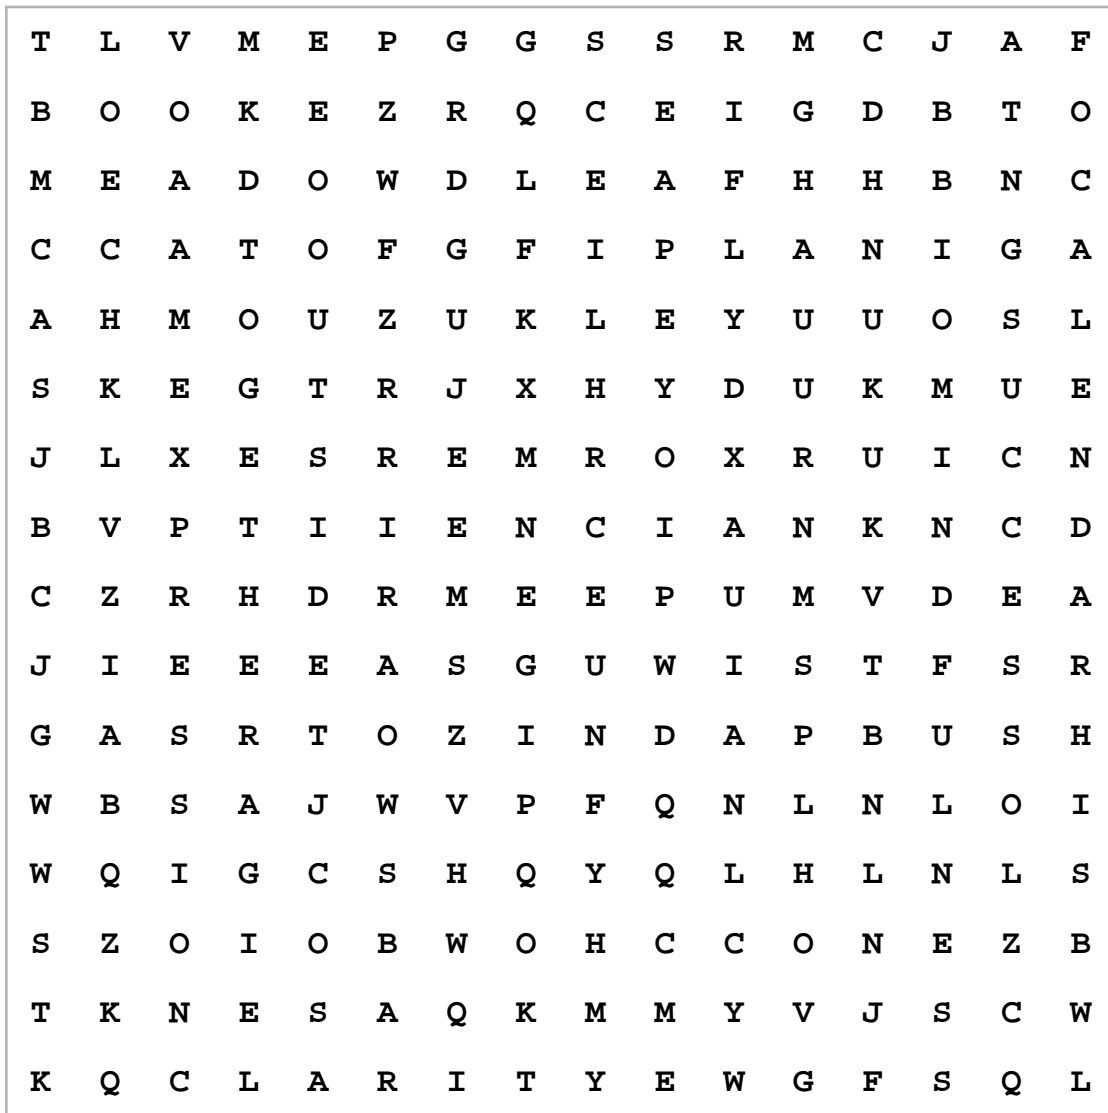 T L V M E P G G S S R M C J A F
B O O K E Z R Q C E I G D B T O
M E A D O W D L E A F H H B N C
C C A T O F G F I P L A N I G A
A H M O U Z U K L E Y U U O S L
S K E G T R J X H Y D U K M U E
J L X E S R E M R O X R U I C N
B V P T I I E N C I A N K N C D
C Z R H D R M E E P U M V D E A
J I E E E A S G U W I S T F S R
G A S R T O Z I N D A P B U S H
W B S A J W V P F Q N L N L O I
W Q I G C S H Q Y Q L H L N L S
S Z O I O B W O H C C O N E Z B
T K N E S A Q K M M Y V J S C W
K Q C L A R I T Y E W G F S Q L